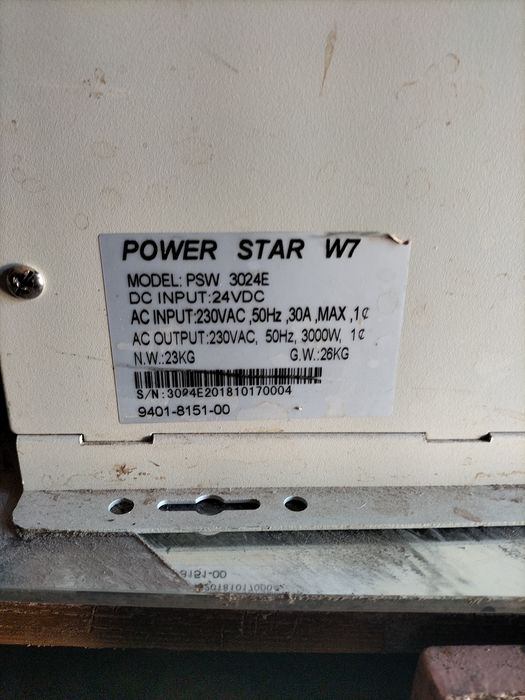 POWER STAR W7
MODEL: PSW 3024E
DC INPUT:24VDC
AC INPUT:230VAC ,50Hz ,30A ,MAX ,1¢
AC OUTPUT:230VAC, 50Hz, 3000W, 1¢
N.W.:23KG G.W.:26KG
S/N:3024E201810170004
9401-8151-00